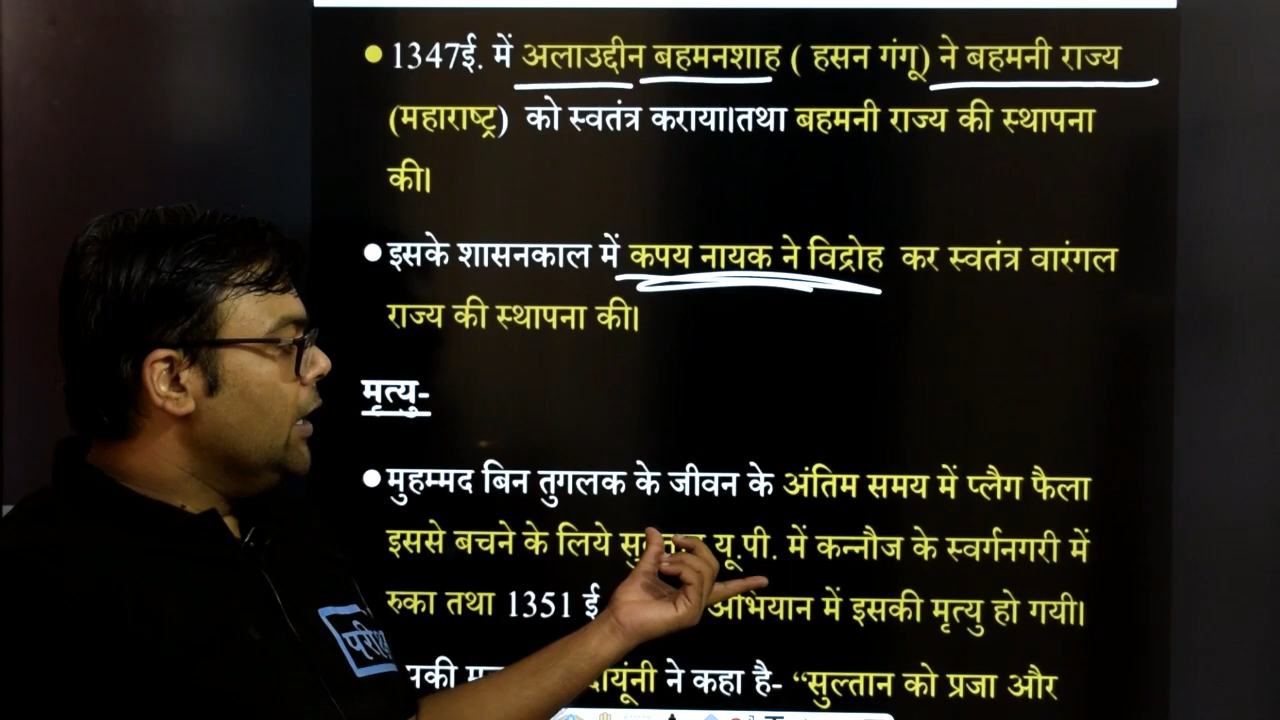 1347ई. में अलाउद्दीन बहमनशाह ( हसन गंगू) ने बहमनी राज्य
(महाराष्ट्र) को स्वतंत्र कराया।तथा बहमनी राज्य की स्थापना
की।
इसके शासनकाल में कपय नायक ने विद्रोह कर स्वतंत्र वारंगल
राज्य की स्थापना की।
मृत्यु-
मुहम्मद बिन तुगलक के जीवन के अंतिम समय में प्लैग फैला
इससे बचने के लिये यू.पी. में कन्नौज के स्वर्गनगरी में
रुका तथा 1351 ई अभियान में इसकी मृत्यु हो गयी।
ने कहा है- “सुल्तान को प्रजा और